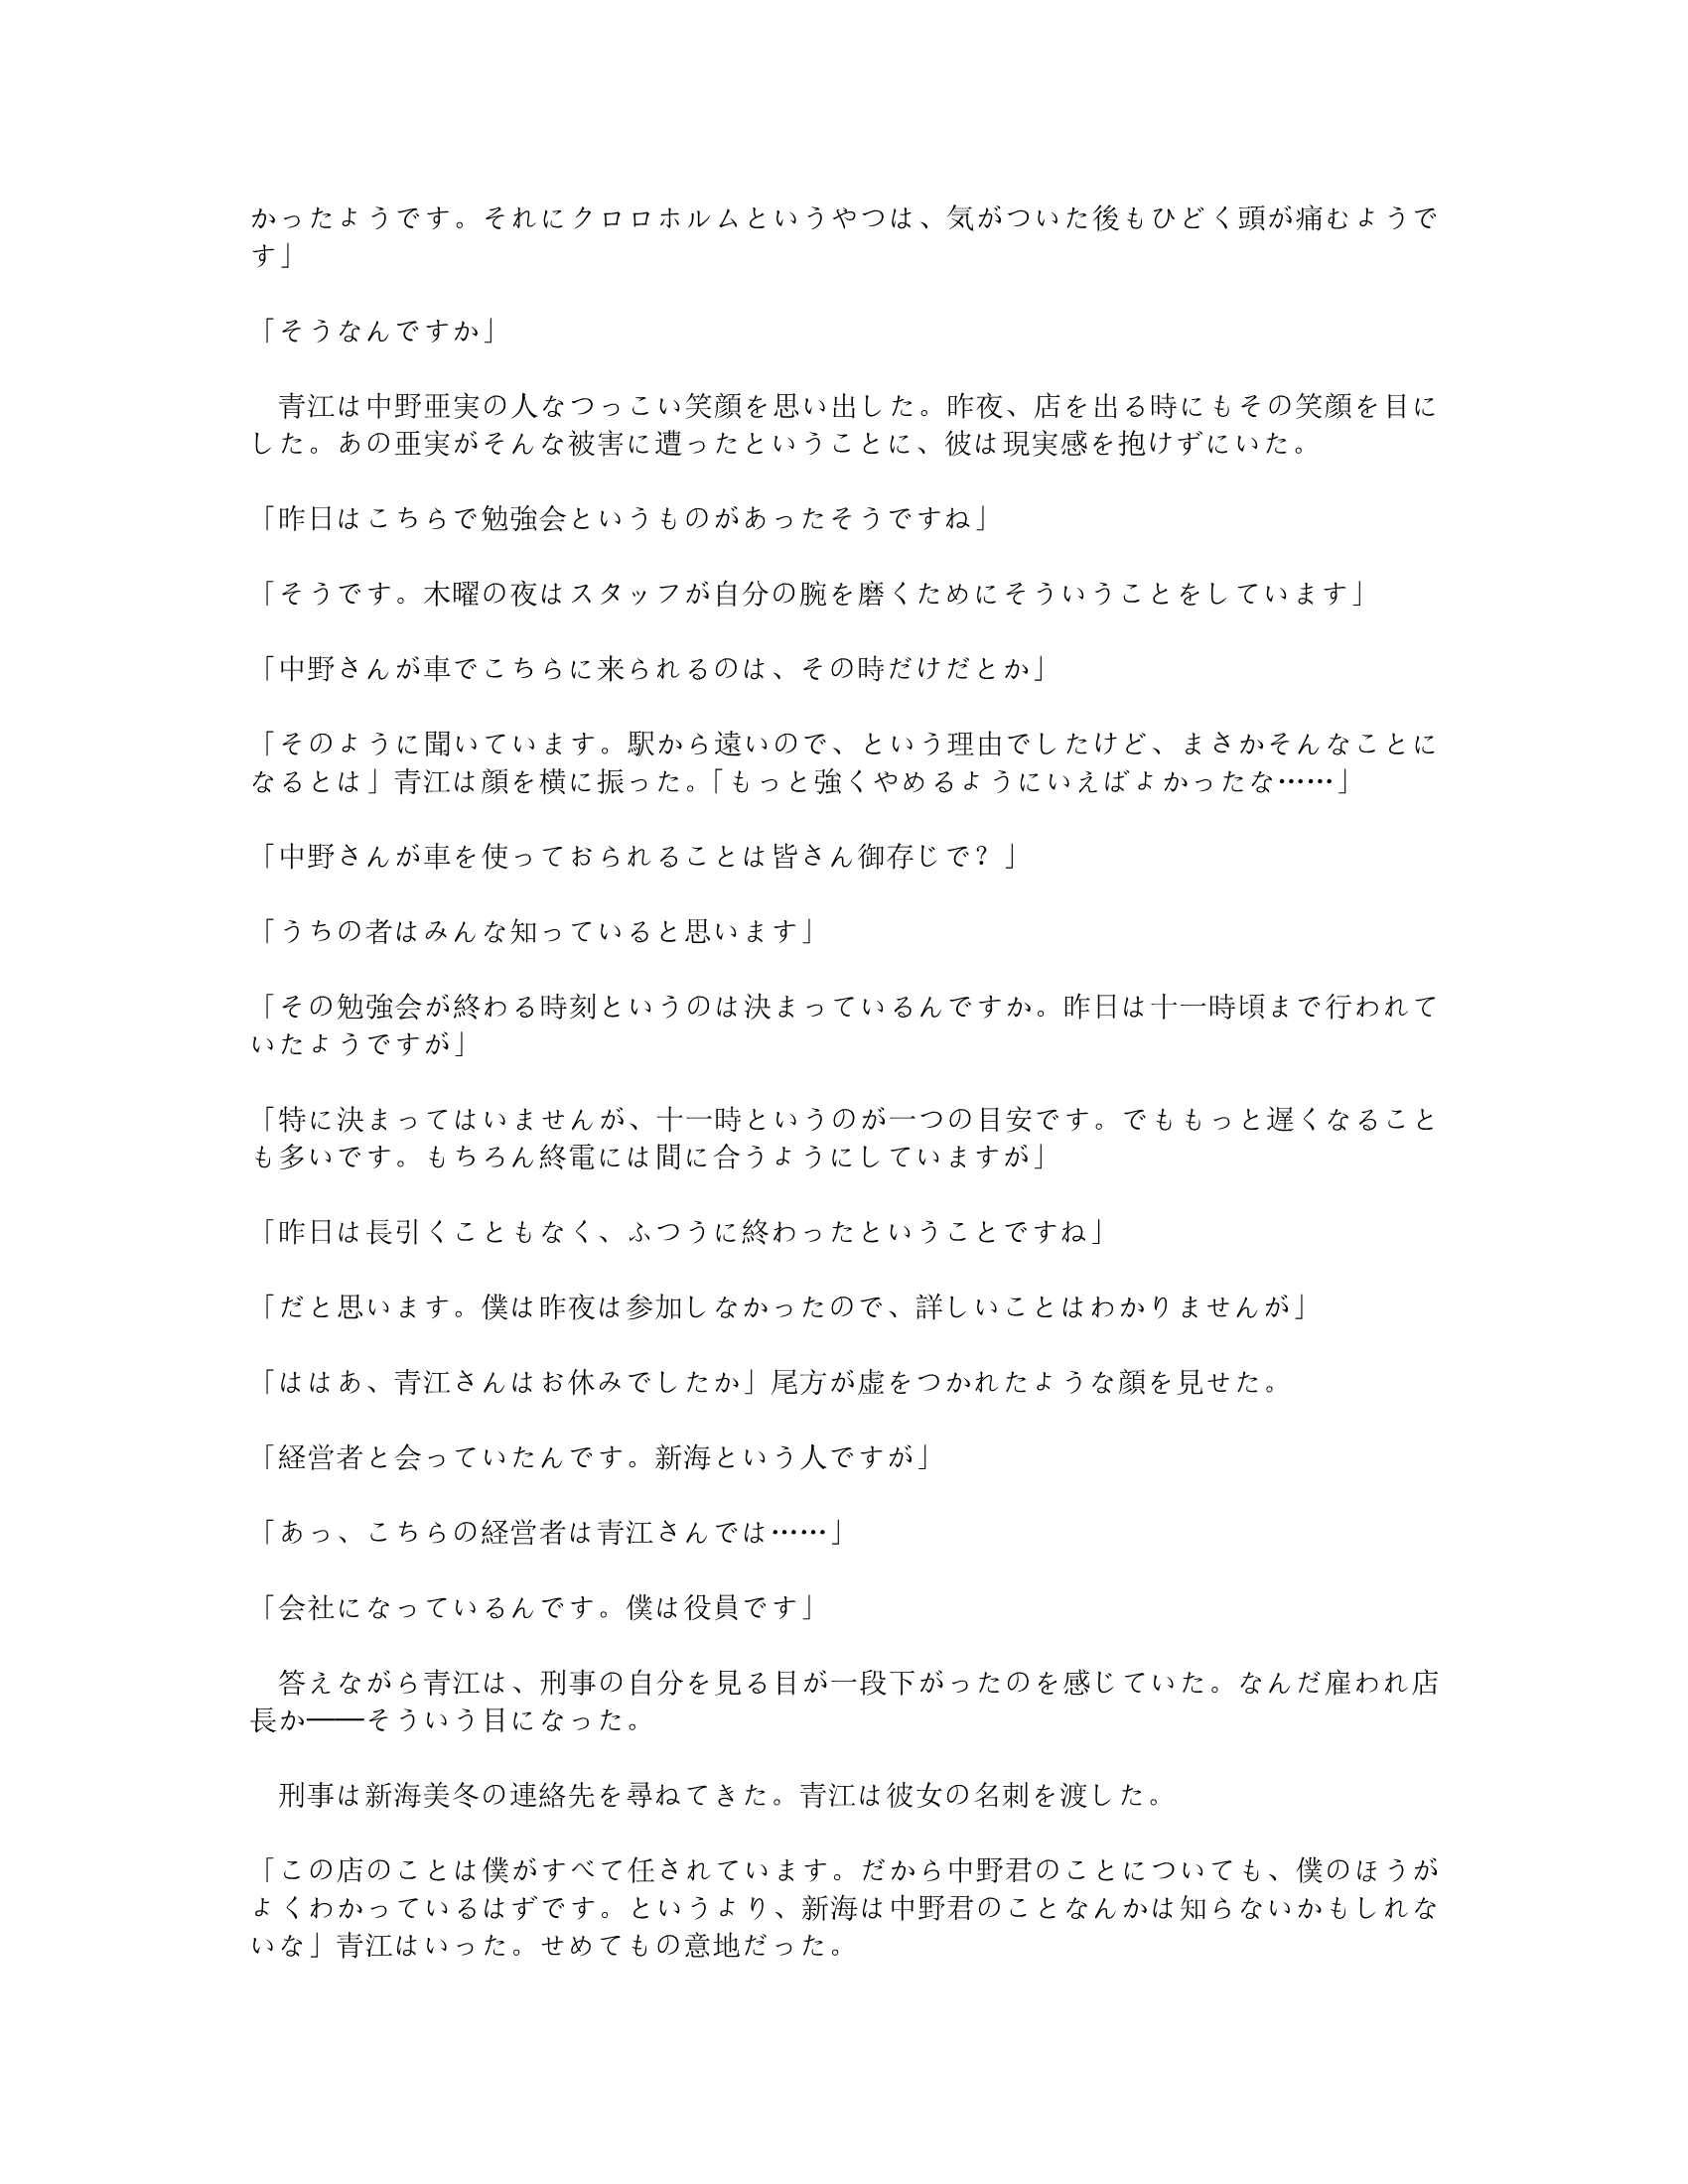 かったようです。それにクロロホルムというやつは、気がついた後もひどく頭が痛むようで
す」
「そうなんですか」
　青江は中野亜実の人なつっこい笑顔を思い出した。昨夜、店を出る時にもその笑顔を目に
した。あの亜実がそんな被害に遭ったということに、彼は現実感を抱けずにいた。
「昨日はこちらで勉強会というものがあったそうですね」
「そうです。木曜の夜はスタッフが自分の腕を磨くためにそういうことをしています」
「中野さんが車でこちらに来られるのは、その時だけだとか」
「そのように聞いています。駅から遠いので、という理由でしたけど、まさかそんなことに
なるとは」青江は顔を横に振った。「もっと強くやめるようにいえばよかったな……」
「中野さんが車を使っておられることは皆さん御存じで？」
「うちの者はみんな知っていると思います」
「その勉強会が終わる時刻というのは決まっているんですか。昨日は十一時頃まで行われて
いたようですが」
「特に決まってはいませんが、十一時というのが一つの目安です。でももっと遅くなること
も多いです。もちろん終電には間に合うようにしていますが」
「昨日は長引くこともなく、ふつうに終わったということですね」
「だと思います。僕は昨夜は参加しなかったので、詳しいことはわかりませんが」
「ははあ、青江さんはお休みでしたか」尾方が虚をつかれたような顔を見せた。
「経営者と会っていたんです。新海という人ですが」
「あっ、こちらの経営者は青江さんでは……」
「会社になっているんです。僕は役員です」
　答えながら青江は、刑事の自分を見る目が一段下がったのを感じていた。なんだ雇われ店
長か――そういう目になった。
　刑事は新海美冬の連絡先を尋ねてきた。青江は彼女の名刺を渡した。
「この店のことは僕がすべて任されています。だから中野君のことについても、僕のほうが
よくわかっているはずです。というより、新海は中野君のことなんかは知らないかもしれな
いな」青江はいった。せめてもの意地だった。